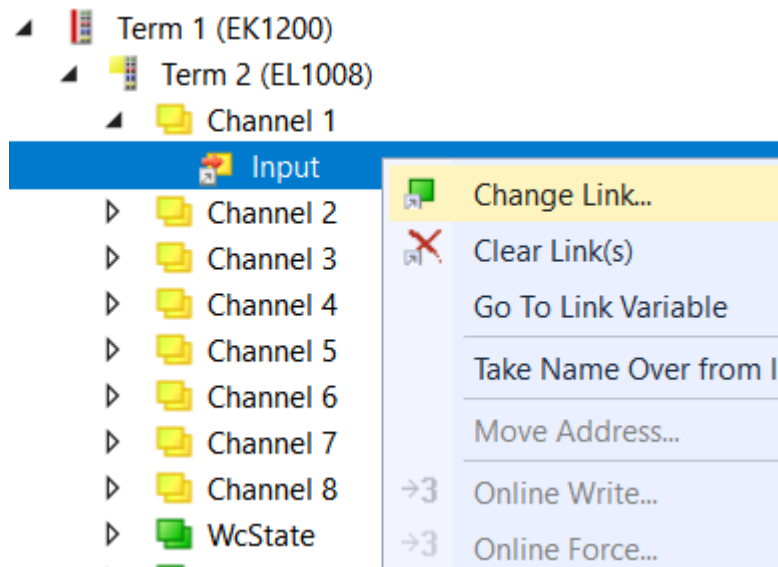 Term 1 (EK1200)
Term 2 (EL1008)
Channel 1
Input
Channel 2
Channel 3
Channel 4
Channel 5
Channel 6
Channel 7
Channel 8
WcState
Change Link...
Clear Link(s)
Go To Link Variable
Take Name Over from
Move Address...
→3 Online Write...
→3 Online Force...